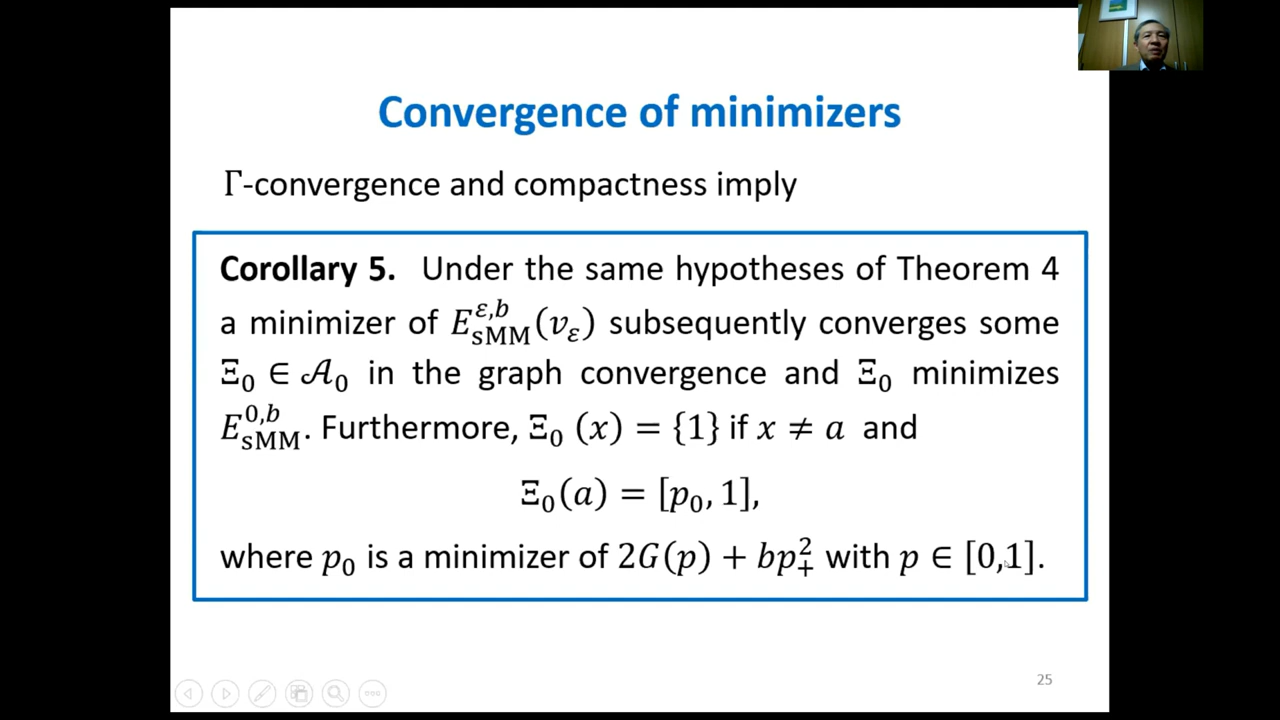 Convergence of minimizers
Γ-convergence and compactness imply
Corollary 5. Under the same hypotheses of Theorem 4
a minimizer of E_{sMM}^{ε,b}(v_ε) subsequently converges some
Ξ_0 ∈ 𝒜_0 in the graph convergence and Ξ_0 minimizes
E_{sMM}^{0,b}. Furthermore, Ξ_0 (x) = {1} if x ≠ a and
Ξ_0(a) = [p_0, 1],
where p_0 is a minimizer of 2G(p) + bp_+^2 with p ∈ [0,1].
25